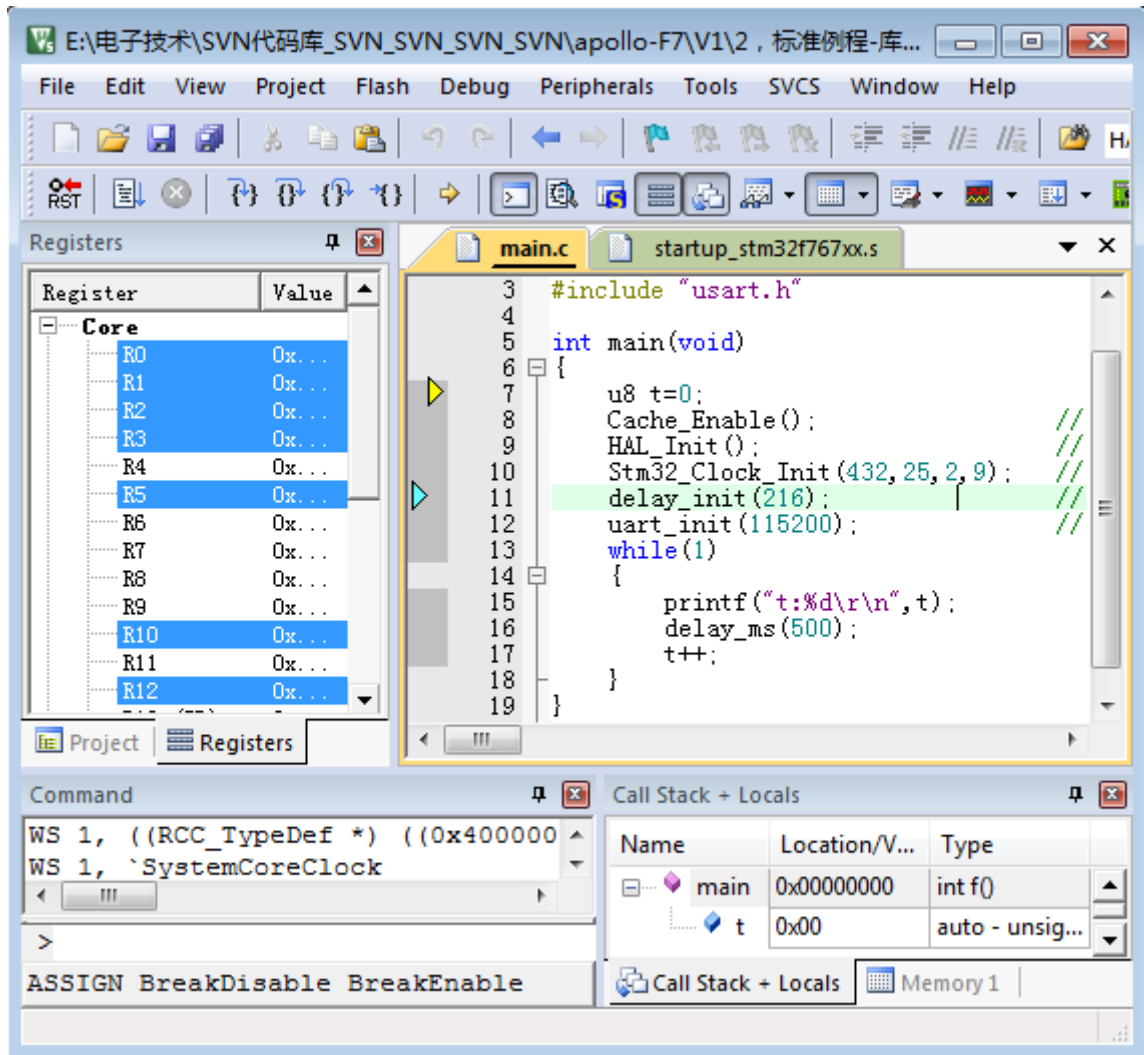 E:\电子技术\SVN代码库_SVN_SVN_SVN_SVN\apollo-F7\V1\2，标准例程-库...
File Edit View Project Flash Debug Peripherals Tools SVCS Window Help
RST
Registers
Register Value
Core
R0 0x...
R1 0x...
R2 0x...
R3 0x...
R4 0x...
R5 0x...
R6 0x...
R7 0x...
R8 0x...
R9 0x...
R10 0x...
R11 0x...
R12 0x...
Project Registers
main.c startup_stm32f767xx.s
3 #include "usart.h"
4
5 int main(void)
6 {
7 u8 t=0;
8 Cache_Enable(); //
9 HAL_Init(); //
10 Stm32_Clock_Init(432,25,2,9); //
11 delay_init(216); //
12 uart_init(115200); //
13 while(1)
14 {
15 printf("t:%d\r\n",t);
16 delay_ms(500);
17 t++;
18 }
19 }
Command
WS 1, ((RCC_TypeDef *) ((0x400000
WS 1, `SystemCoreClock
>
ASSIGN BreakDisable BreakEnable
Call Stack + Locals
Name Location/V... Type
main 0x00000000 int f()
t 0x00 auto - unsig...
Call Stack + Locals Memory 1